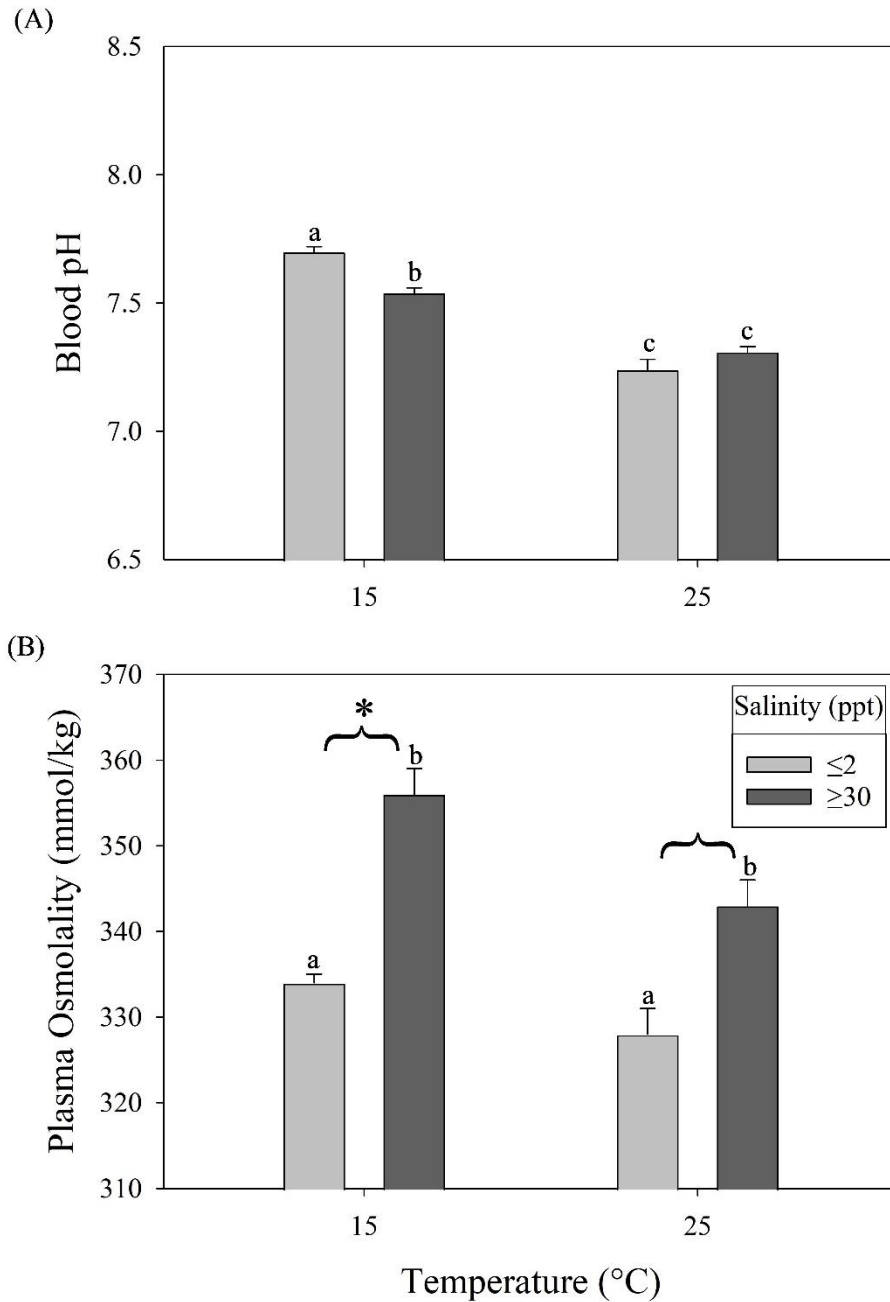 (A)
8.5
8.0
7.5
7.0
6.5
Blood pH
a
b
c
c
15
25
(B)
370
360
350
340
330
320
310
Plasma Osmolality (mmol/kg)
*
b
a
b
a
Salinity (ppt)
≤2
≥30
15
25
Temperature (°C)